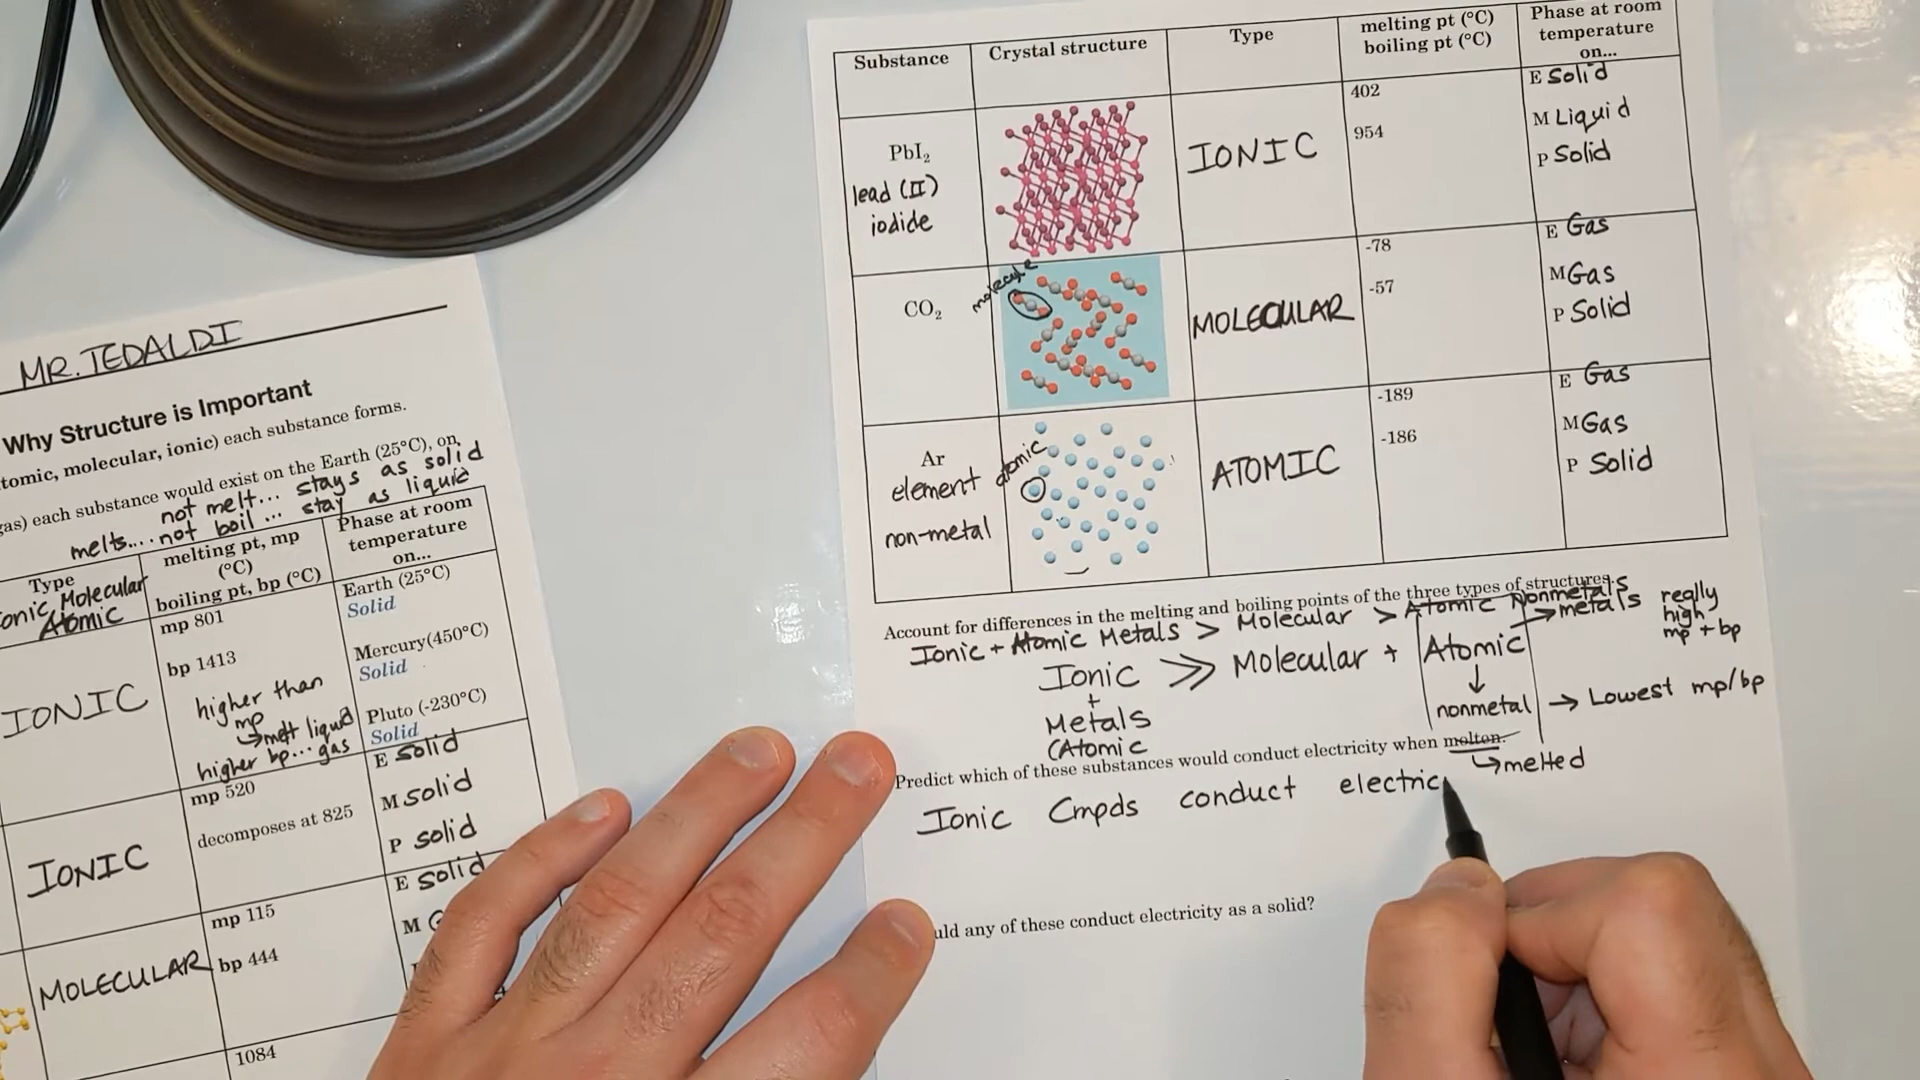 MR. TEDALDI
Why Structure is Important
tomic, molecular, ionic) each substance forms.
gas) each substance would exist on the Earth (25°C), on
not melt... stays as solid
melts.... not boil ... stay as liquid
Type
Ionic, Molecular
Atomic
melting pt, mp
(°C)
boiling pt, bp (°C)
Phase at room
temperature
on...
IONIC
mp 801
bp 1413
higher than
mp
↳melt liquid
higher bp... gas
Earth (25°C)
Solid
Mercury(450°C)
Solid
Pluto (-230°C)
Solid
IONIC
mp 520
decomposes at 825
E solid
M solid
P solid
MOLECULAR
mp 115
bp 444
E solid
M G
1084
Substance
Crystal structure
Type
melting pt (°C)
boiling pt (°C)
Phase at room
temperature
on...
PbI₂
lead (II)
iodide
IONIC
402
954
E Solid
M Liquid
P Solid
CO₂
molecule
MOLECULAR
-78
-57
E Gas
M Gas
P Solid
Ar
element
non-metal
atomic
ATOMIC
-189
-186
E Gas
M Gas
P Solid
Account for differences in the melting and boiling points of the three types of structures.
Ionic + Atomic Metals > Molecular > Atomic Nonmetals
Ionic >> Molecular + Atomic → metals really
high
mp + bp
+
Metals
(Atomic
↓
nonmetal → Lowest mp/bp
Predict which of these substances would conduct electricity when molten.
↳melted
Ionic Cmpds conduct electric
uld any of these conduct electricity as a solid?